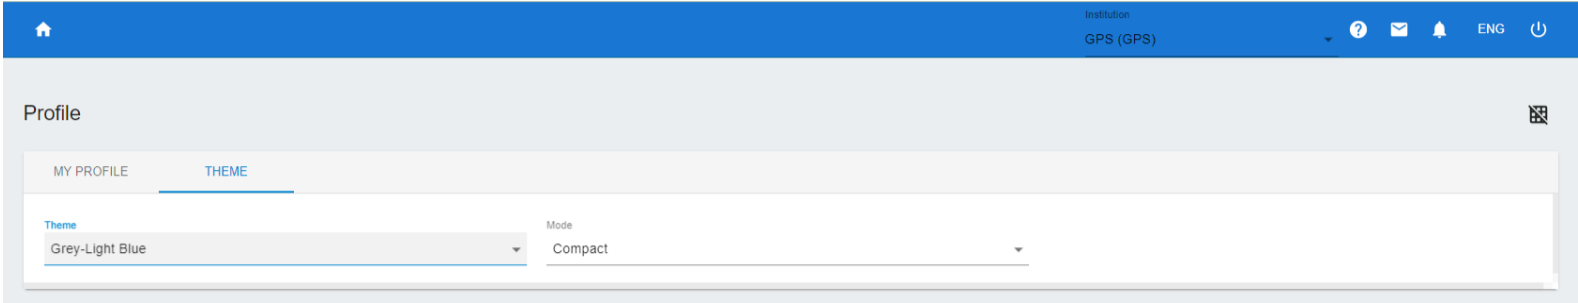 Institution
GPS (GPS)
ENG
Profile
MY PROFILE THEME
Theme Mode
Grey-Light Blue Compact